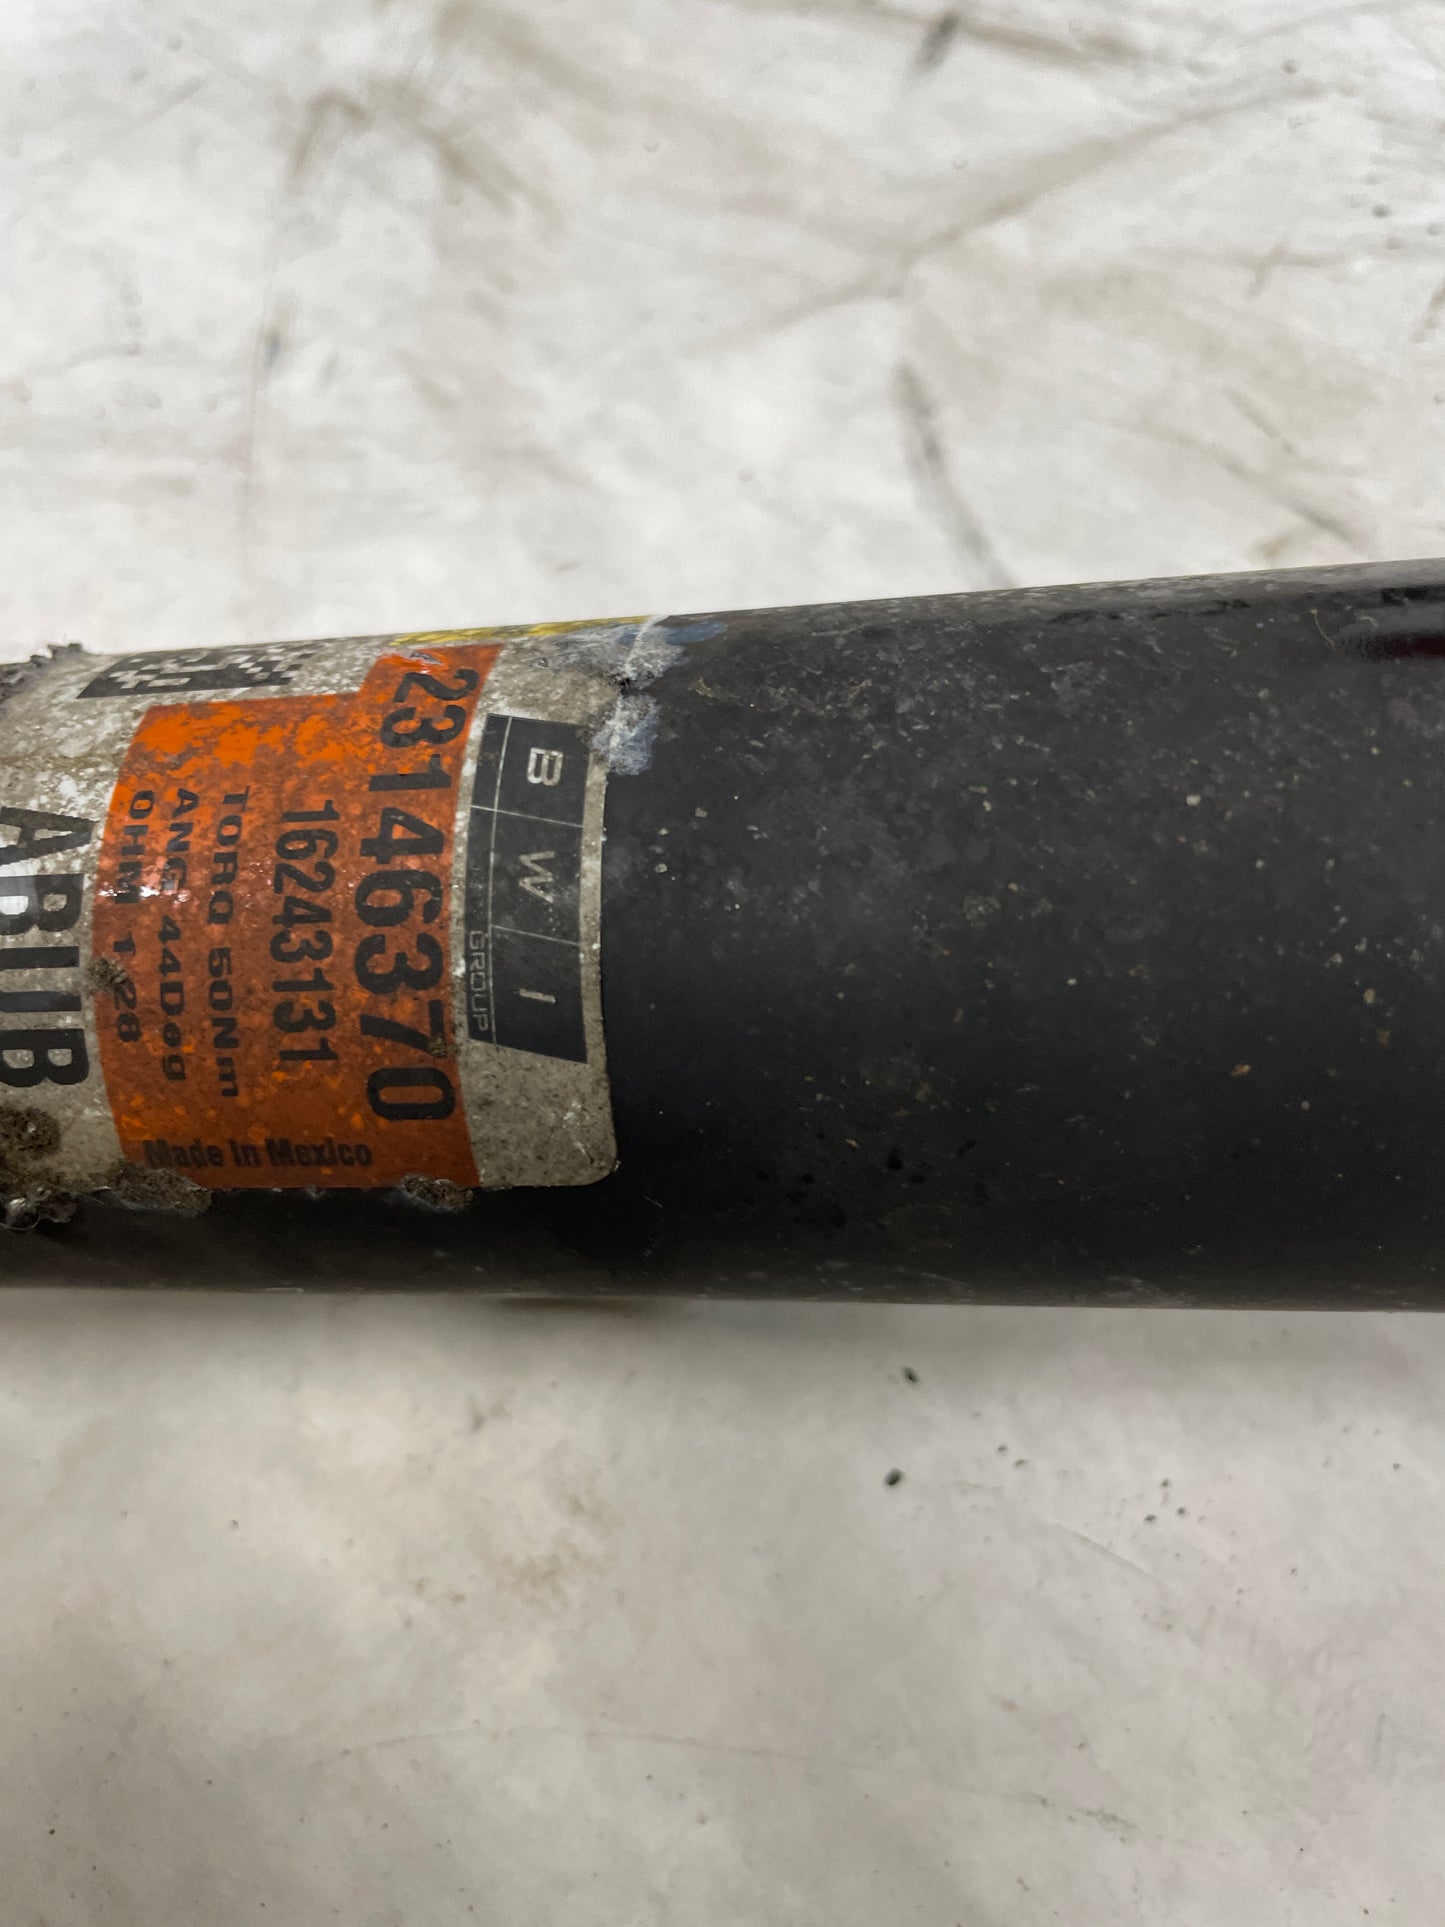 B W I
GROUP
23146370
16243131
TORQ 50Nm
ANG 44Deg
OHM 1.28
Made in Mexico